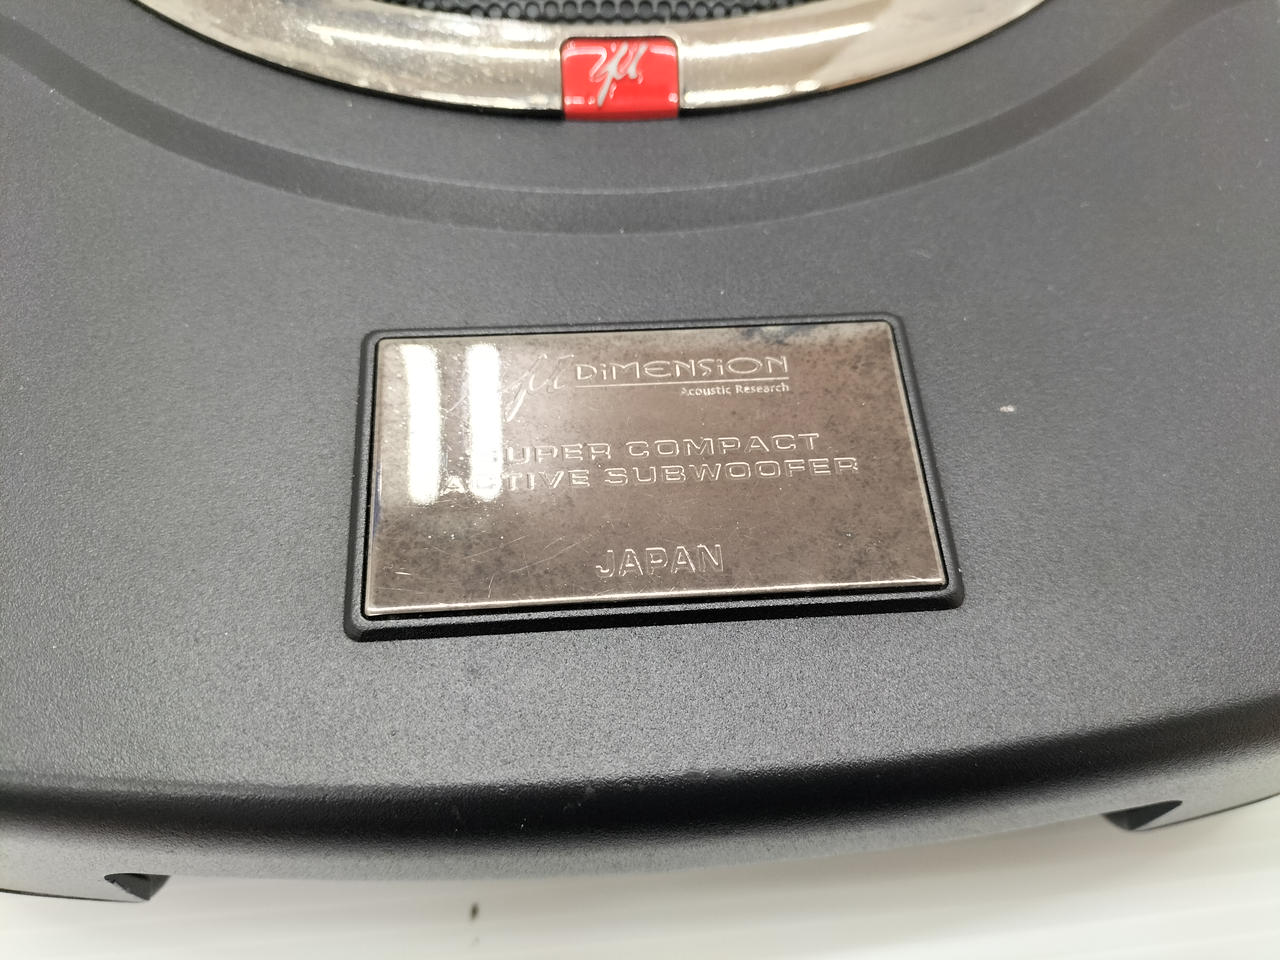 μ
μ DiMENSiON
Acoustic Research
SUPER COMPACT
ACTIVE SUBWOOFER
JAPAN